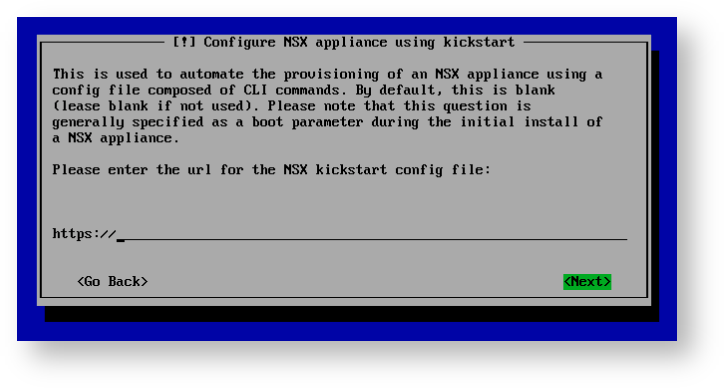 [!] Configure NSX appliance using kickstart
This is used to automate the provisioning of an NSX appliance using a
config file composed of CLI commands. By default, this is blank
(lease blank if not used). Please note that this question is
generally specified as a boot parameter during the initial install of
a NSX appliance.
Please enter the url for the NSX kickstart config file:
https://_
<Go Back> <Next>